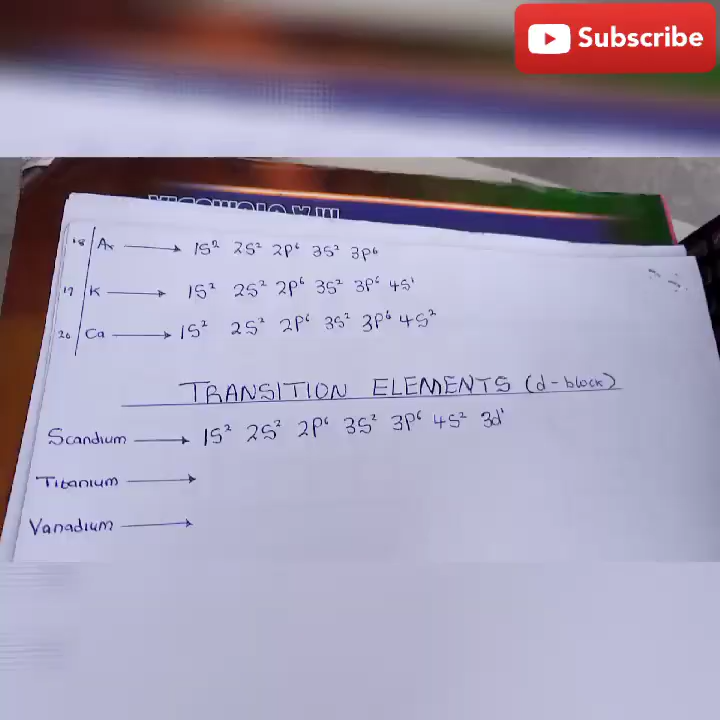 Subscribe
18 Ar → 1S² 2S² 2P⁶ 3S² 3P⁶
19 K → 1S² 2S² 2P⁶ 3S² 3P⁶ 4S¹
20 Ca → 1S² 2S² 2P⁶ 3S² 3P⁶ 4S²
TRANSITION ELEMENTS (d-block)
Scandium → 1S² 2S² 2P⁶ 3S² 3P⁶ 4S² 3d¹
Titanium →
Vanadium →